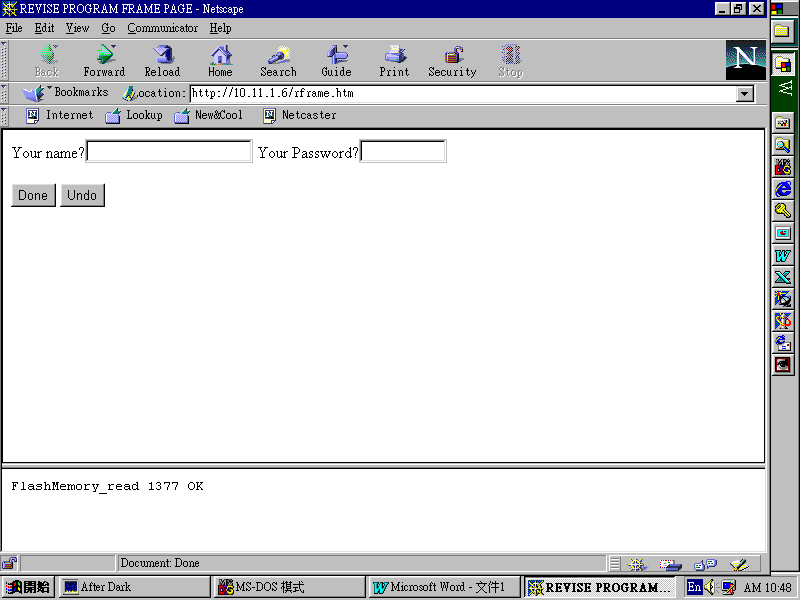 REVISE PROGRAM FRAME PAGE - Netscape
File Edit View Go Communicator Help
Back Forward Reload Home Search Guide Print Security Stop
N
Bookmarks Location: http://10.11.1.6/rframe.htm
Internet Lookup New&Cool Netcaster
Your name? Your Password?
Done Undo
FlashMemory_read 1377 OK
Document: Done
開始 After Dark MS-DOS 模式 Microsoft Word - 文件1 REVISE PROGRAM... En AM 10:48